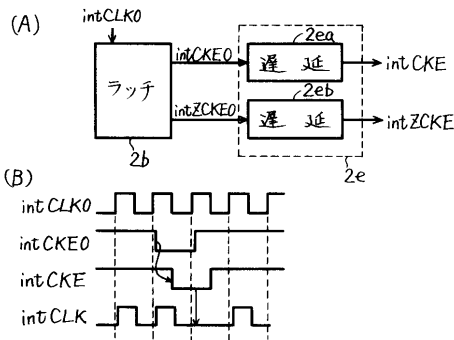 (A)
intCLK0
ラッチ
2b
intCKE0
intZCKE0
2ea
遅延
2eb
遅延
2e
intCKE
intZCKE
(B)
intCLK0
intCKE0
intCKE
intCLK